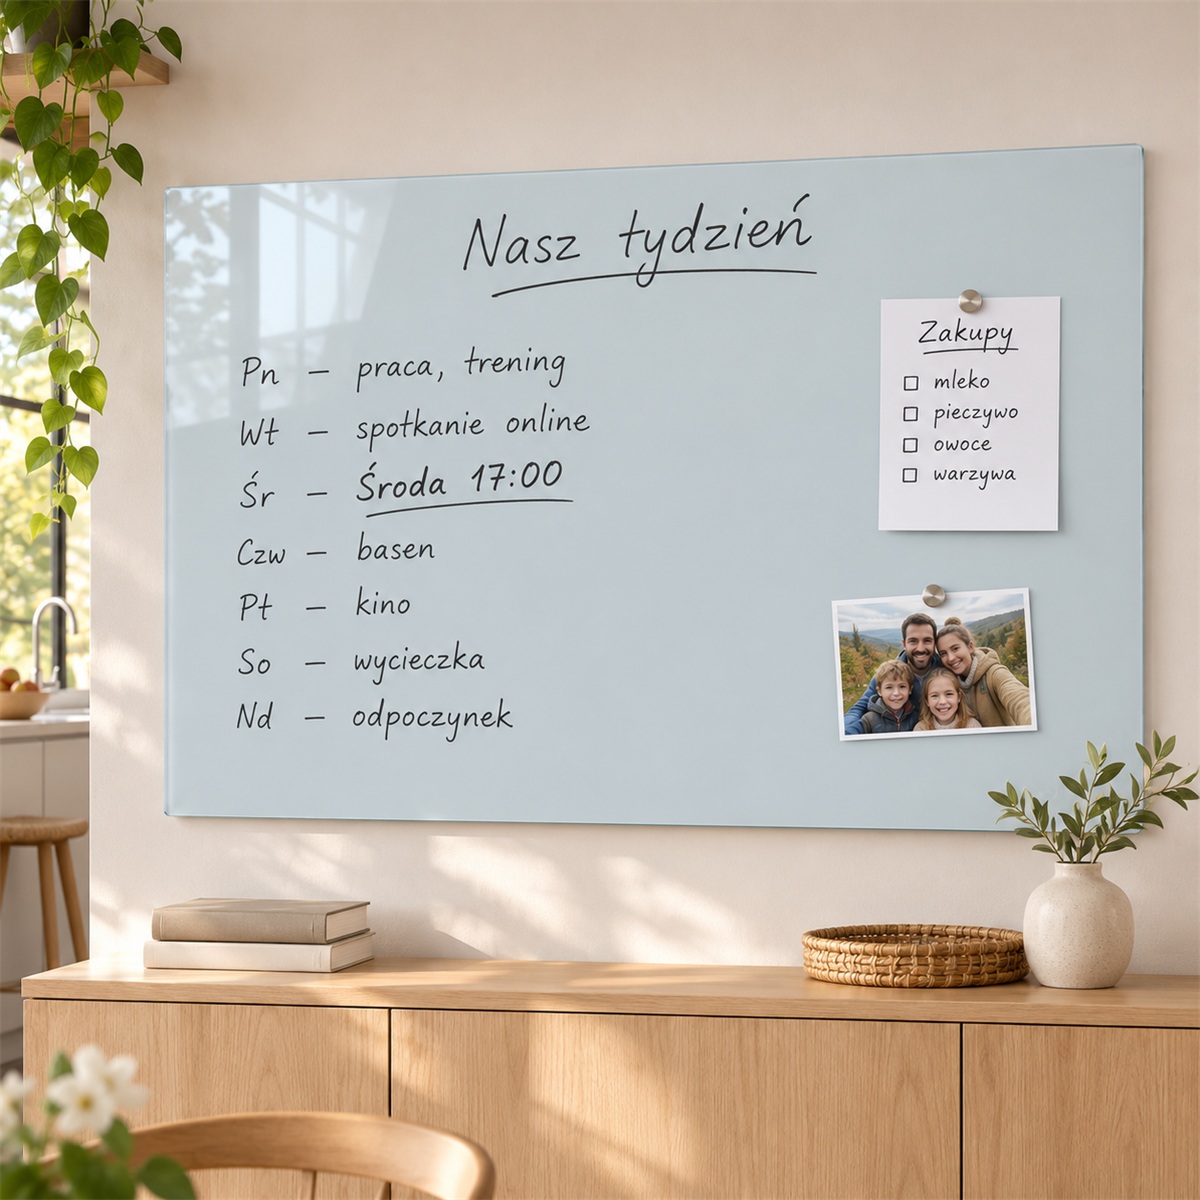 Nasz tydzień
Pn – praca, trening
Wt – spotkanie online
Śr – Środa 17:00
Czw – basen
Pt – kino
So – wycieczka
Nd – odpoczynek
Zakupy
☐ mleko
☐ pieczywo
☐ owoce
☐ warzywa